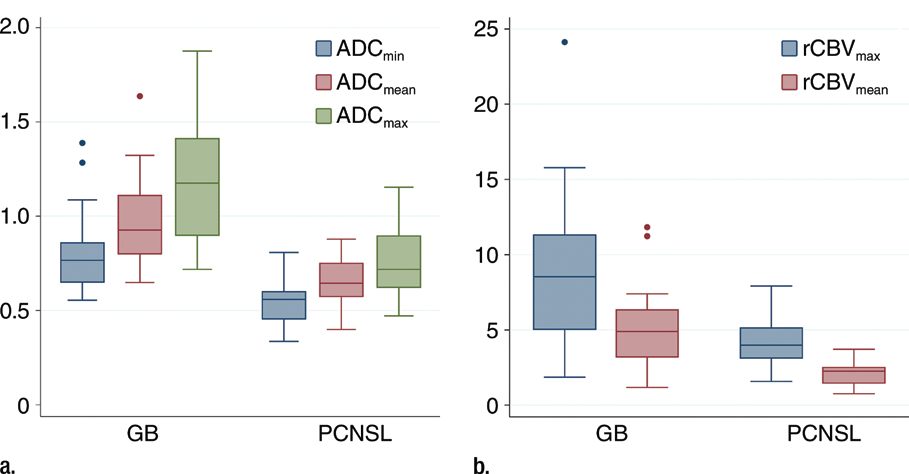 2.0
1.5
1.0
0.5
0
ADCmin
ADCmean
ADCmax
GB
PCNSL
a.
25
20
15
10
5
0
rCBVmax
rCBVmean
GB
PCNSL
b.